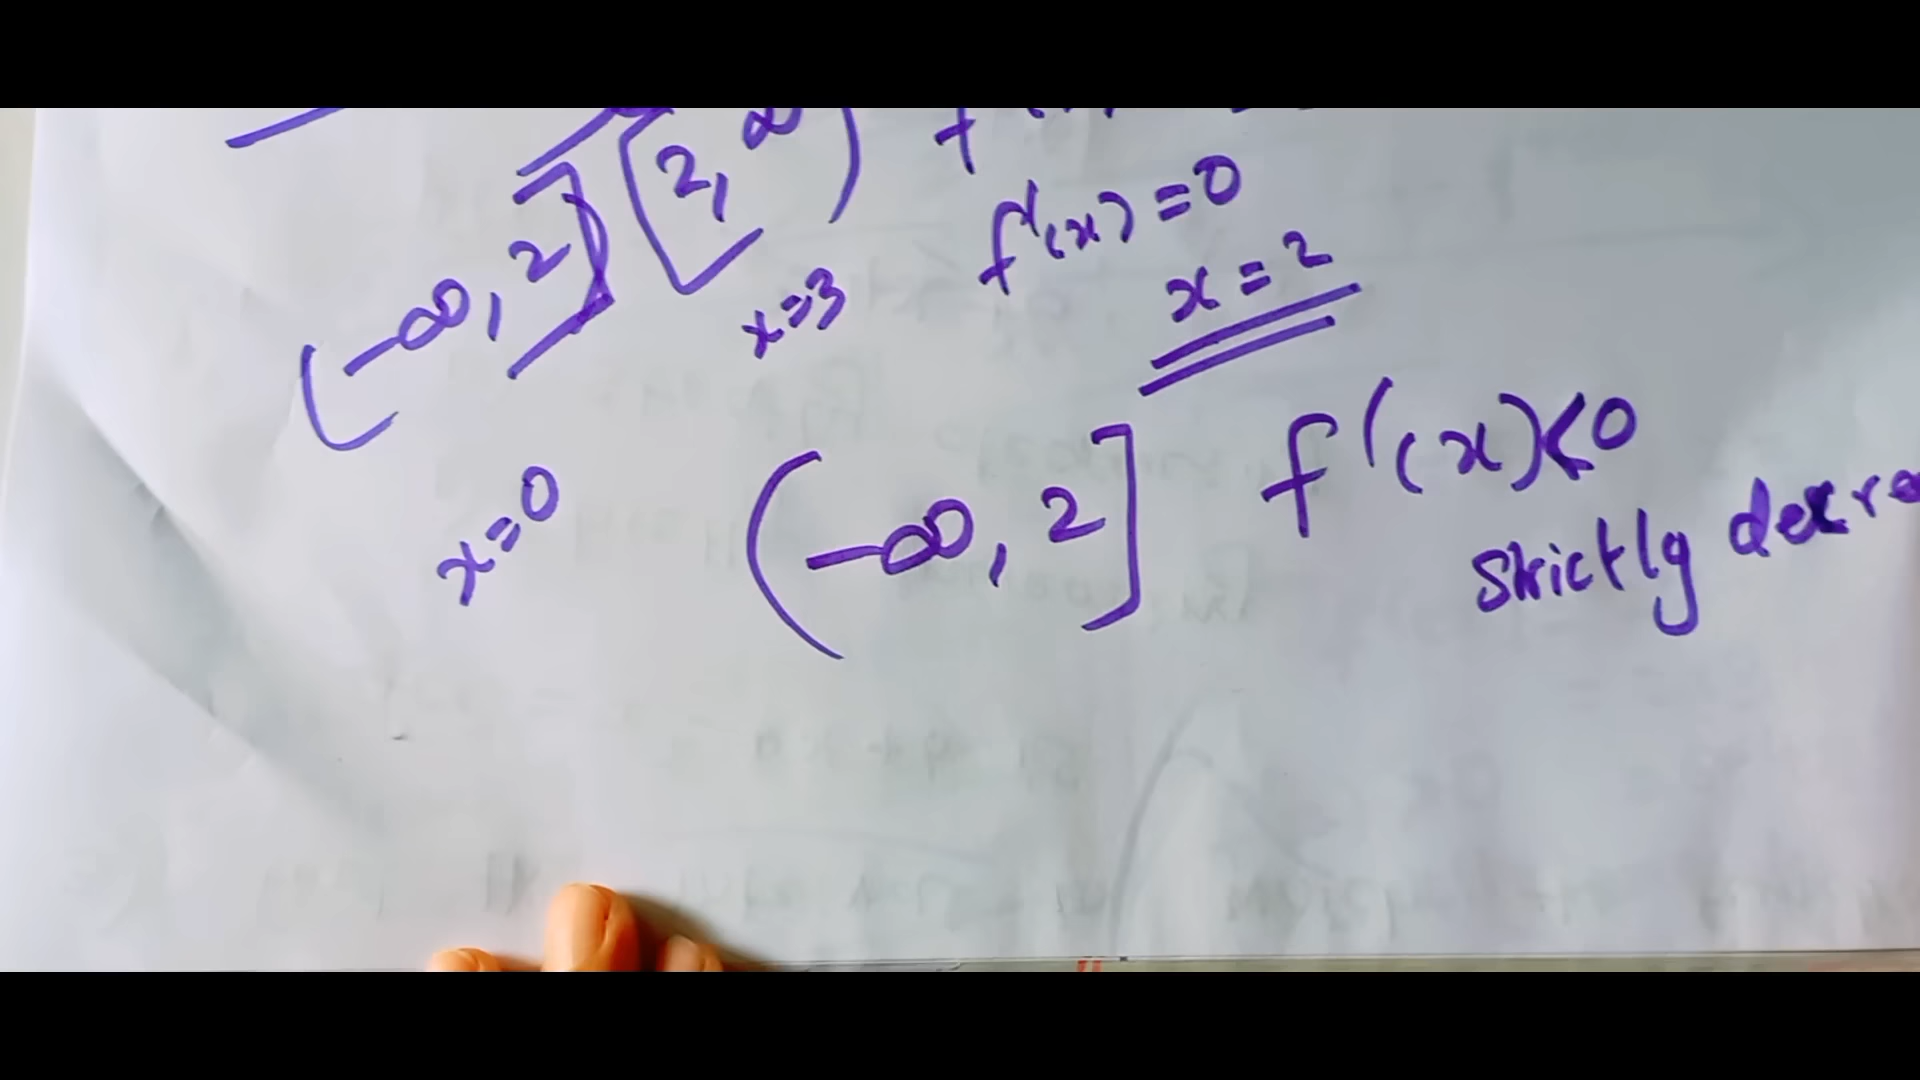 (-∞, 2] [2, ∞)
f'(x) = 0
x = 3
x = 2
x = 0
(-∞, 2] f'(x) < 0
strictly decre